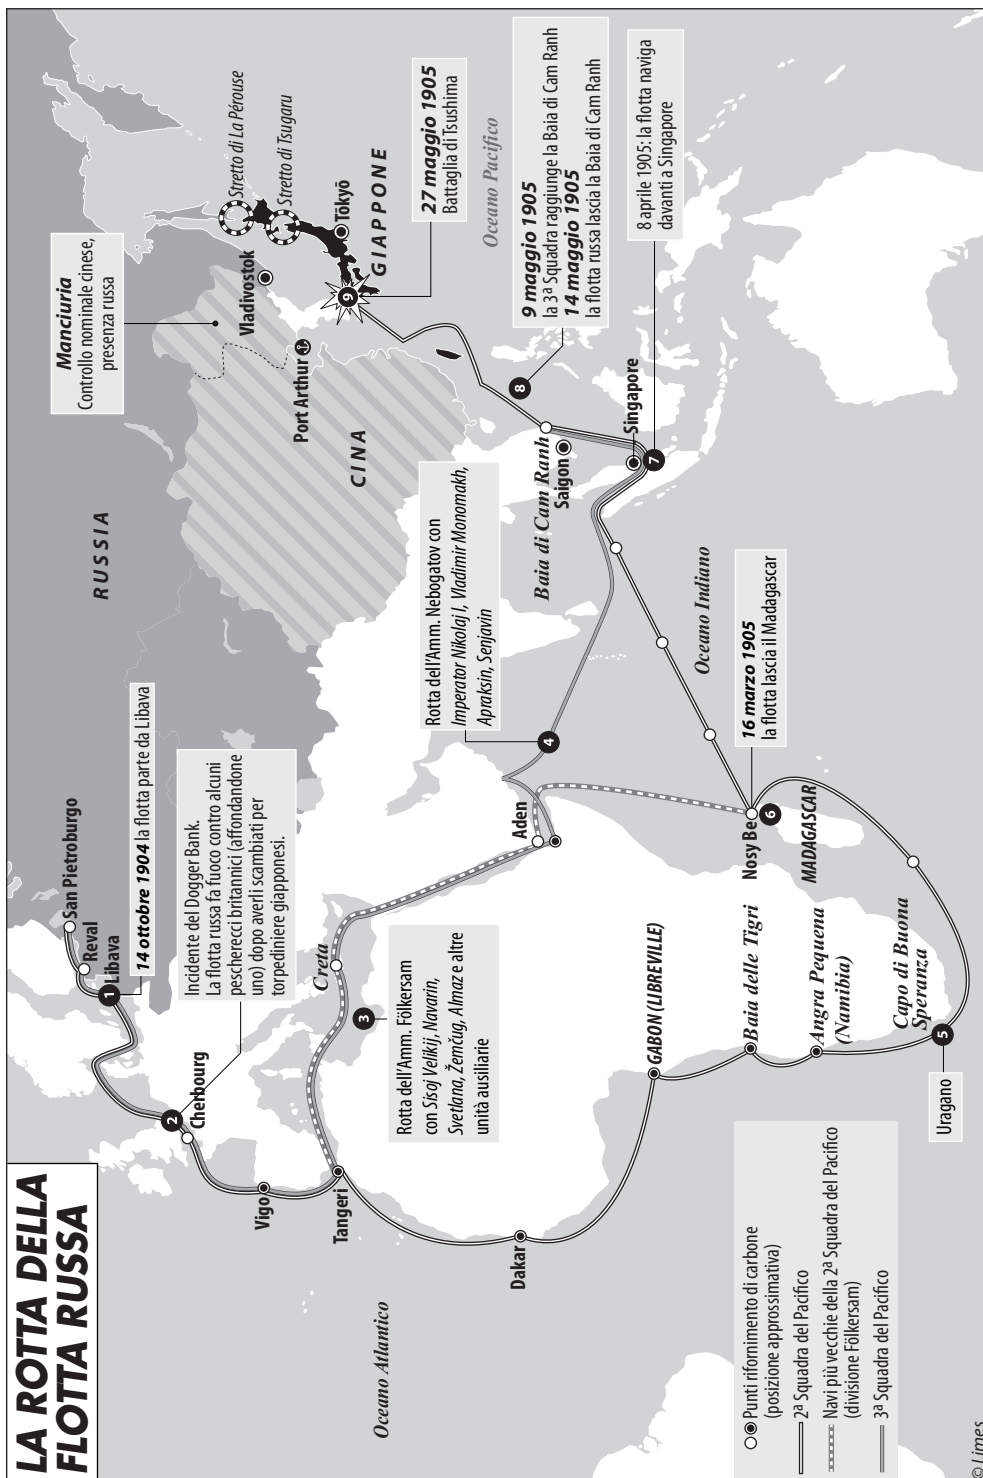 LA ROTTA DELLA
FLOTTA RUSSA
San Pietroburgo
Reval
Libava
1
14 ottobre 1904 la flotta parte da Libava
Incidente del Dogger Bank.
La flotta russa fa fuoco contro alcuni
pescherecci britannici (affondandone
uno) dopo averli scambiati per
torpediniere giapponesi.
2
Cherbourg
Vigo
Tangeri
Creta
3
Rotta dell'Amm. Fölkersam
con Sisoj Velikij, Navarin,
Svetlana, Žemčug, Almaz e altre
unità ausiliarie
Aden
4
Rotta dell'Amm. Nebogatov con
Imperator Nikolaj I, Vladimir Monomakh,
Apraksin, Senjavin
RUSSIA
Manciuria
Controllo nominale cinese,
presenza russa
Vladivostok
Port Arthur
CINA
Stretto di La Pérouse
Stretto di Tsugaru
Tōkyō
GIAPPONE
9
27 maggio 1905
Battaglia di Tsushima
Oceano Pacifico
8
9 maggio 1905
la 3ª Squadra raggiunge la Baia di Cam Ranh
14 maggio 1905
la flotta russa lascia la Baia di Cam Ranh
Baia di Cam Ranh
Saigon
Singapore
7
8 aprile 1905: la flotta naviga
davanti a Singapore
Oceano Indiano
16 marzo 1905
la flotta lascia il Madagascar
Nosy Be
6
MADAGASCAR
Oceano Atlantico
Dakar
GABON (LIBREVILLE)
Baia delle Tigri
Angra Pequena
(Namibia)
Capo di Buona
Speranza
5
Uragano
Punti rifornimento di carbone
(posizione approssimativa)
2ª Squadra del Pacifico
Navi più vecchie della 2ª Squadra del Pacifico
(divisione Fölkersam)
3ª Squadra del Pacifico
© Limes